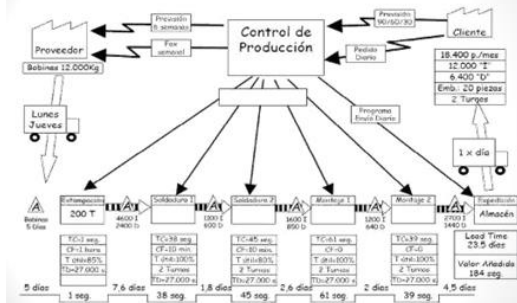 Previsión
6 semanas
Fax
semanal
Proveedor
Bobinas 12.000Kg
Control de
Producción
Previsión
90/60/30
Pedido
Diario
Cliente
18.400 p./mes
12.000 "I"
6.400 "D"
Emb.: 20 piezas
2 Turnos
Lunes
Jueves
Programa
Envío Diario
1 x día
Bobinas
5 Días
Estampación
200 T
4600 I
2400 D
Soldadura 1
1100 I
600 D
Soldadura 2
1600 I
850 D
Montaje 1
1200 I
640 D
Montaje 2
2700 I
1440 D
Expedición
Almacén
TC=1 seg.
CF=1 hora
T disp=85%
TD=27.000 s.
TC=38 seg.
CF=10 min.
T disp=100%
2 Turnos
TD=27.000 s.
TC=45 seg.
CF=10 min.
T disp=80%
2 Turnos
TD=27.000 s.
TC=61 seg.
CF=0
T disp=100%
2 Turnos
TD=27.000 s.
TC=39 seg.
CF=0
T disp=100%
2 Turnos
TD=27.000 s.
Lead Time
23.5 días
Valor Añadido
184 seg.
5 días
1 seg.
7,6 días
38 seg.
1,8 días
45 seg.
2,6 días
61 seg.
2 días
39 seg.
4,5 días